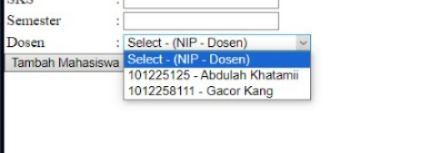 SKS :
Semester :
Dosen : Select - (NIP - Dosen)
Tambah Mahasiswa
Select - (NIP - Dosen)
101225125 - Abdulah Khatamii
1012258111 - Gacor Kang